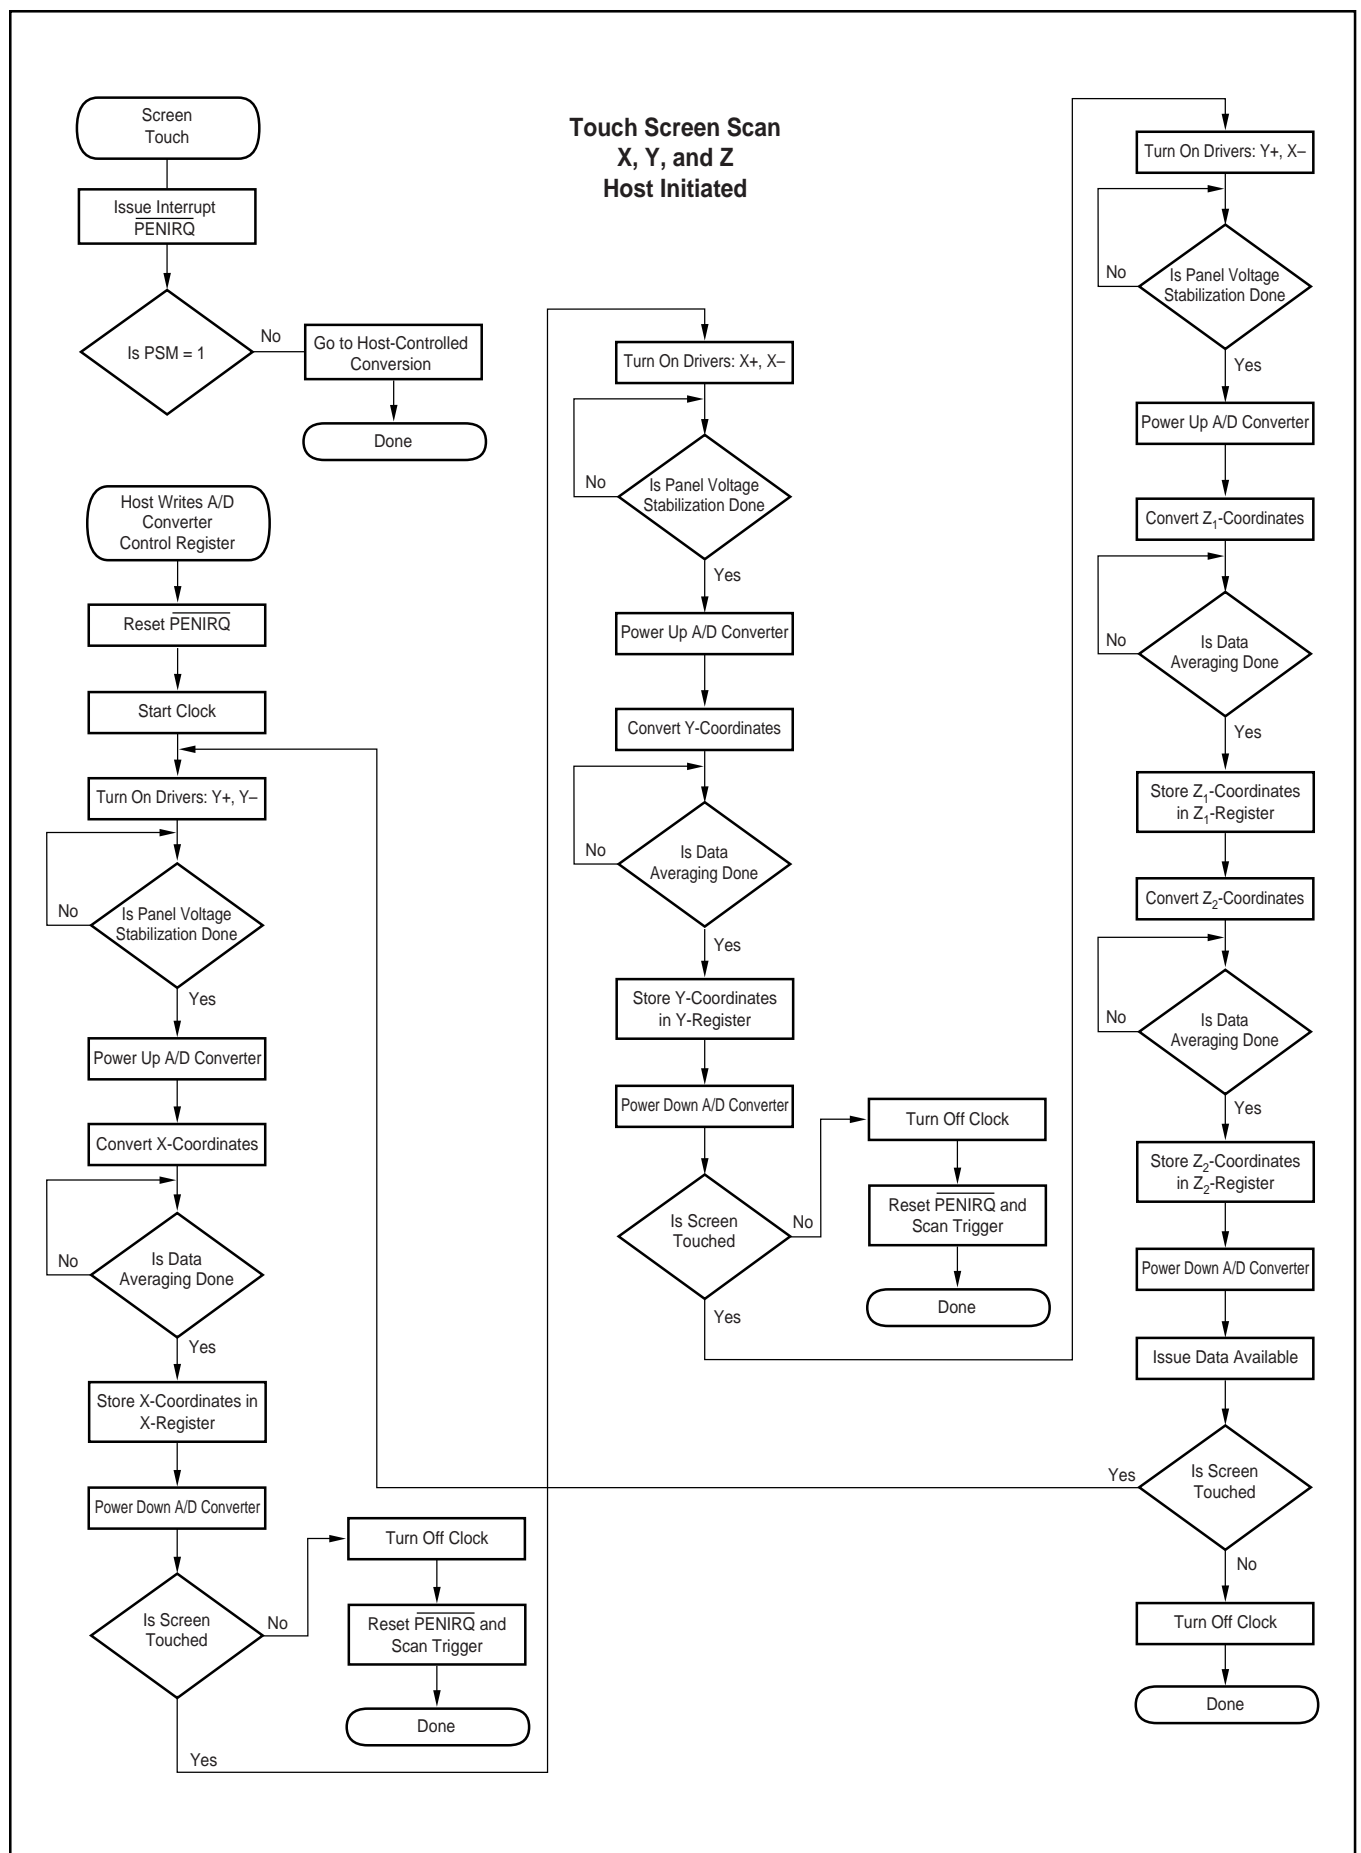 Touch Screen Scan
X, Y, and Z
Host Initiated
Screen
Touch
Issue Interrupt
PENIRQ
Is PSM = 1
No
Go to Host-Controlled
Conversion
Done
Host Writes A/D
Converter
Control Register
Reset PENIRQ
Start Clock
Turn On Drivers: Y+, Y–
No
Is Panel Voltage
Stabilization Done
Yes
Power Up A/D Converter
Convert X-Coordinates
No
Is Data
Averaging Done
Yes
Store X-Coordinates in
X-Register
Power Down A/D Converter
Is Screen
Touched
No
Turn Off Clock
Reset PENIRQ and
Scan Trigger
Done
Yes
Turn On Drivers: X+, X–
No
Is Panel Voltage
Stabilization Done
Yes
Power Up A/D Converter
Convert Y-Coordinates
No
Is Data
Averaging Done
Yes
Store Y-Coordinates
in Y-Register
Power Down A/D Converter
Is Screen
Touched
No
Turn Off Clock
Reset PENIRQ and
Scan Trigger
Done
Yes
Turn On Drivers: Y+, X–
No
Is Panel Voltage
Stabilization Done
Yes
Power Up A/D Converter
Convert Z1-Coordinates
No
Is Data
Averaging Done
Yes
Store Z1-Coordinates
in Z1-Register
Convert Z2-Coordinates
No
Is Data
Averaging Done
Yes
Store Z2-Coordinates
in Z2-Register
Power Down A/D Converter
Issue Data Available
Yes
Is Screen
Touched
No
Turn Off Clock
Done